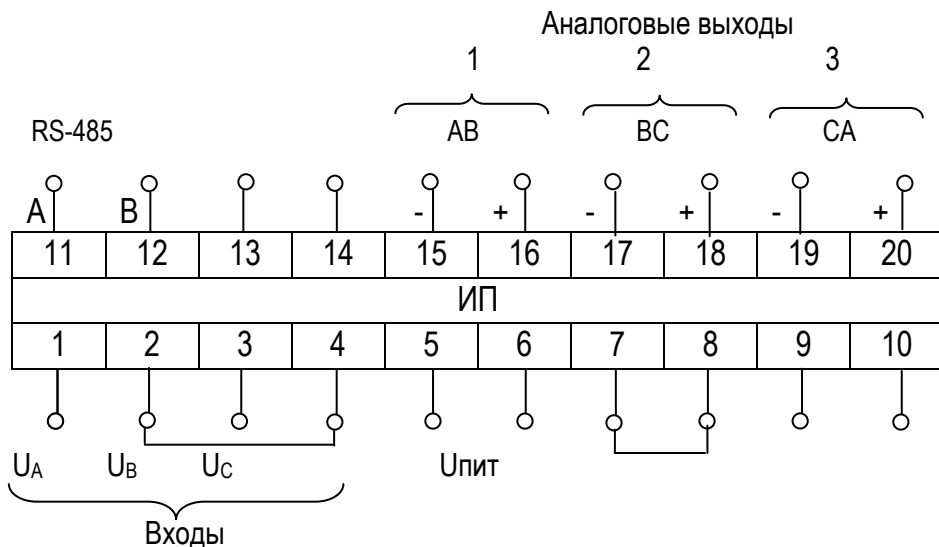 Аналоговые выходы
1 2 3
RS-485 AB BC CA
A B - + - + - +
11 12 13 14 15 16 17 18 19 20
ИП
1 2 3 4 5 6 7 8 9 10
UA UB UC Uпит
Входы